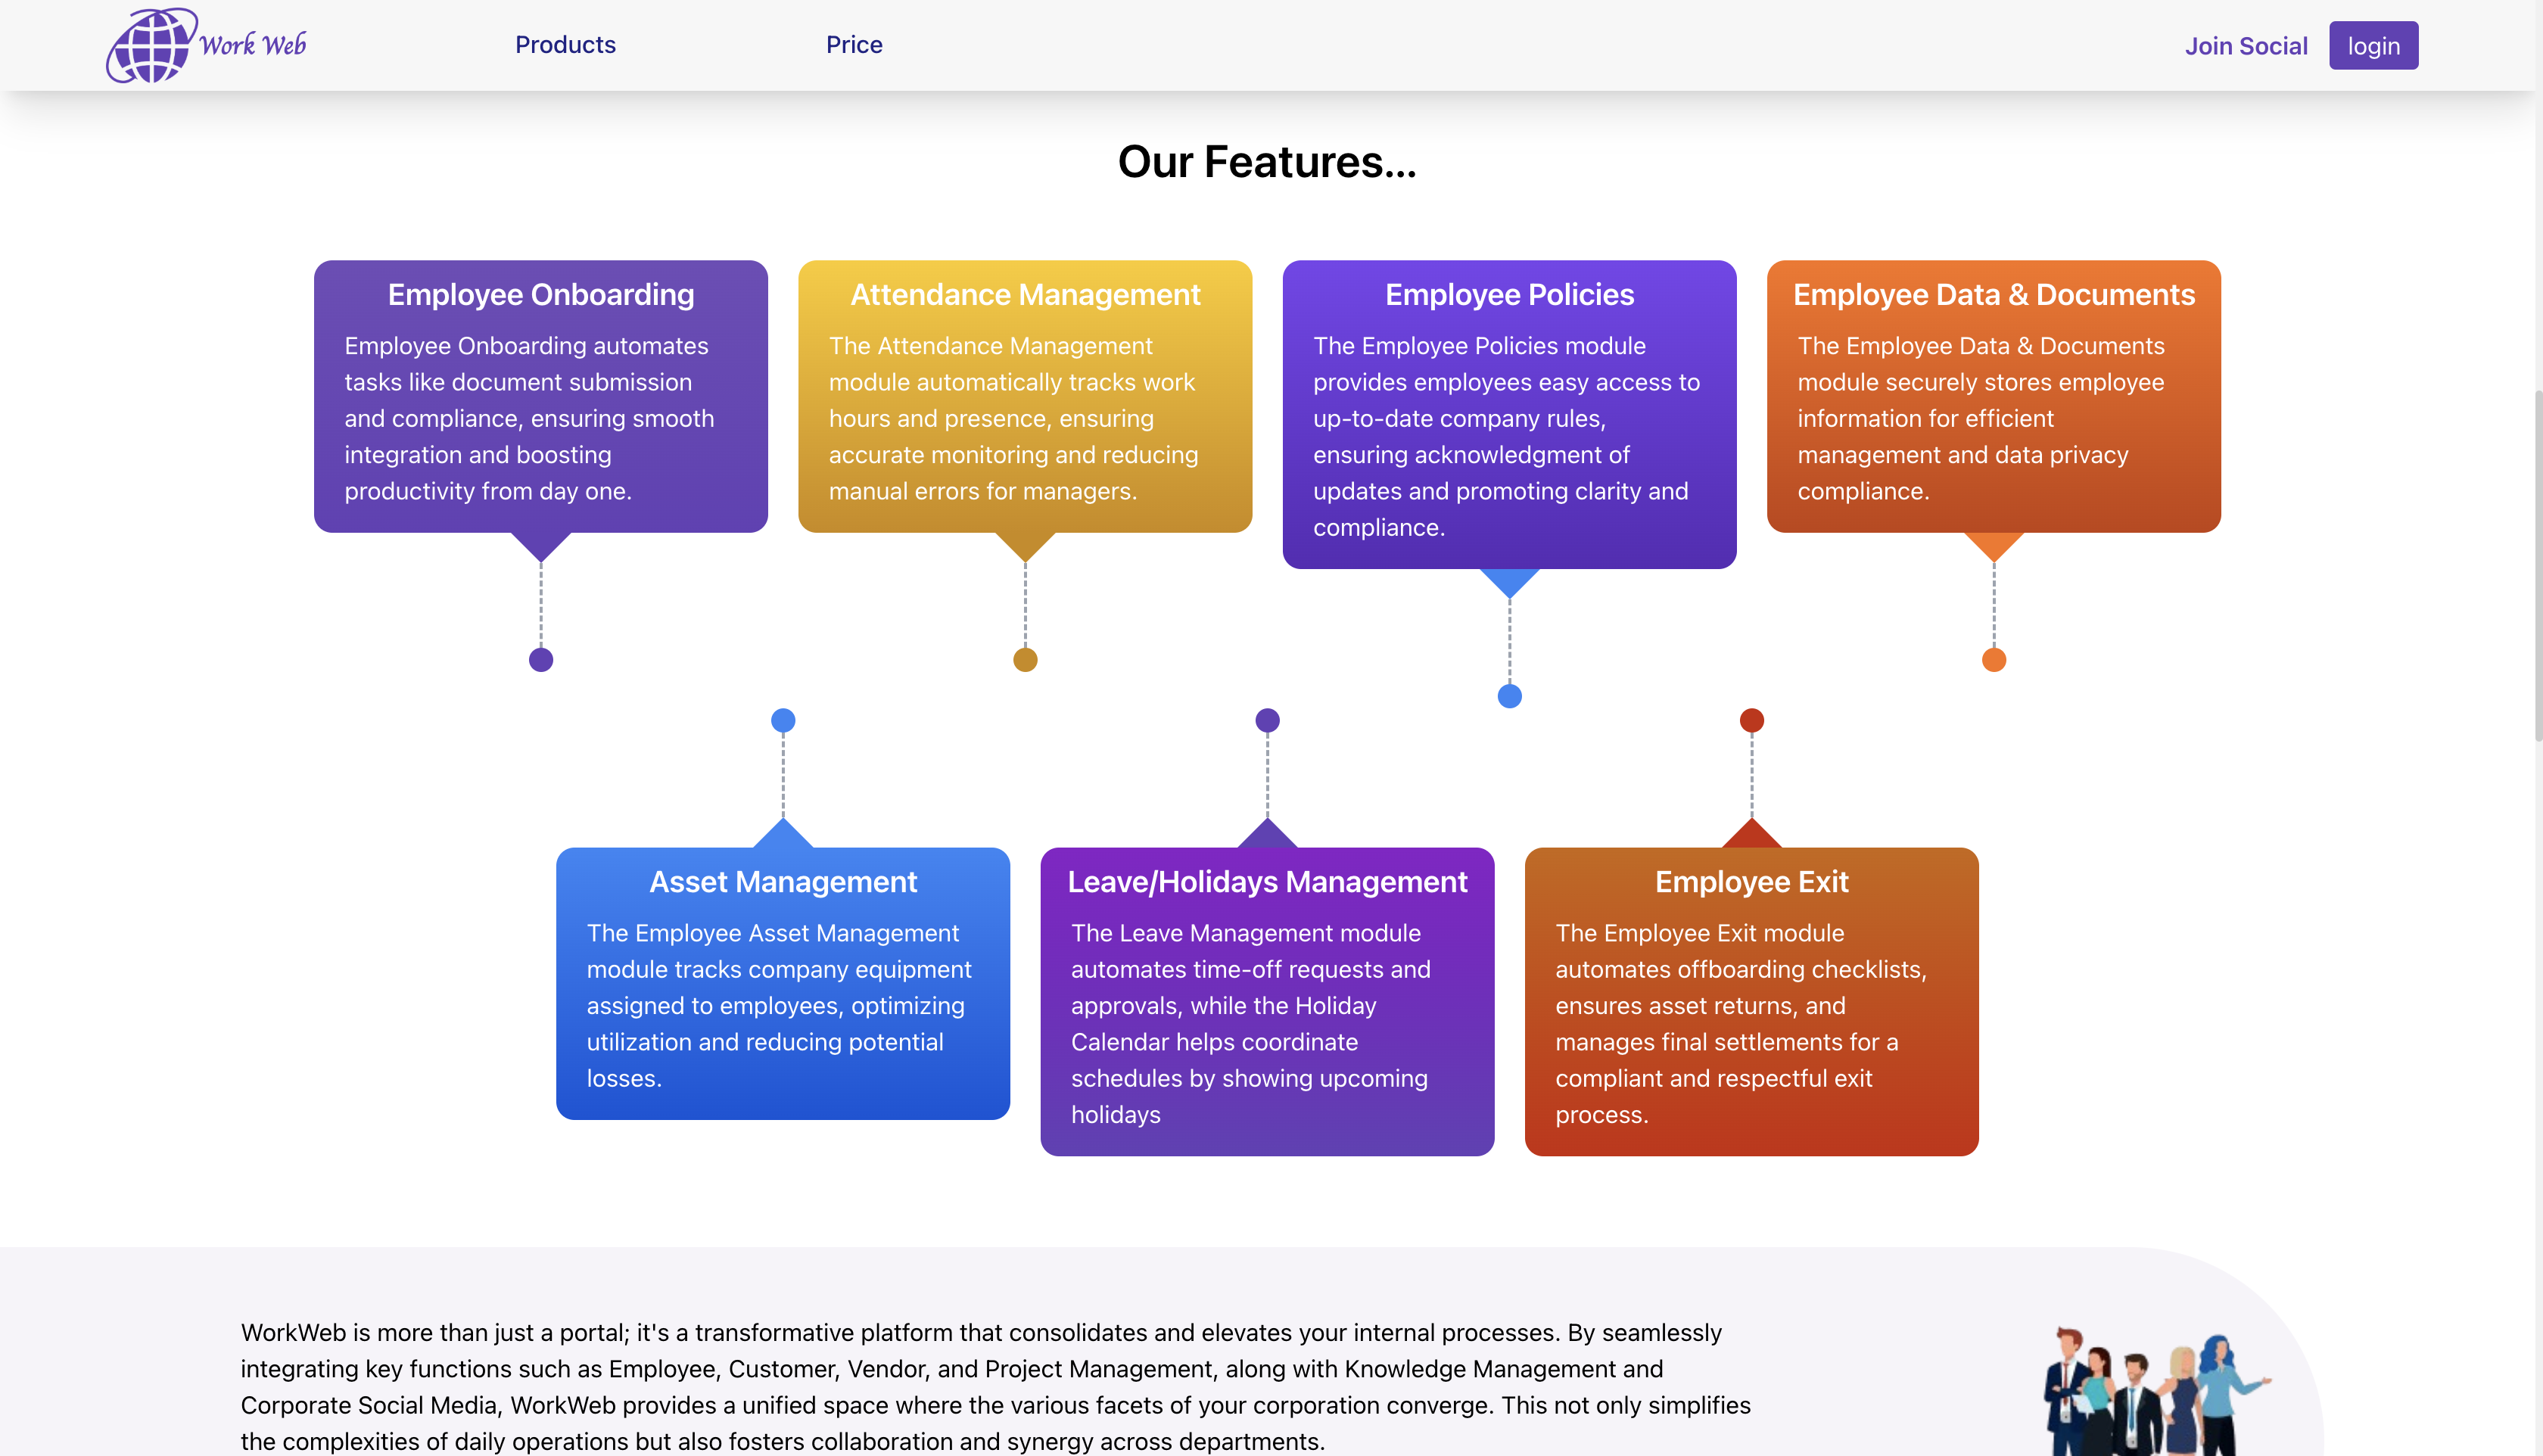 Work Web
Products
Price
Join Social
login
Our Features...
Employee Onboarding
Employee Onboarding automates
tasks like document submission
and compliance, ensuring smooth
integration and boosting
productivity from day one.
Attendance Management
The Attendance Management
module automatically tracks work
hours and presence, ensuring
accurate monitoring and reducing
manual errors for managers.
Employee Policies
The Employee Policies module
provides employees easy access to
up-to-date company rules,
ensuring acknowledgment of
updates and promoting clarity and
compliance.
Employee Data & Documents
The Employee Data & Documents
module securely stores employee
information for efficient
management and data privacy
compliance.
Asset Management
The Employee Asset Management
module tracks company equipment
assigned to employees, optimizing
utilization and reducing potential
losses.
Leave/Holidays Management
The Leave Management module
automates time-off requests and
approvals, while the Holiday
Calendar helps coordinate
schedules by showing upcoming
holidays
Employee Exit
The Employee Exit module
automates offboarding checklists,
ensures asset returns, and
manages final settlements for a
compliant and respectful exit
process.
WorkWeb is more than just a portal; it's a transformative platform that consolidates and elevates your internal processes. By seamlessly
integrating key functions such as Employee, Customer, Vendor, and Project Management, along with Knowledge Management and
Corporate Social Media, WorkWeb provides a unified space where the various facets of your corporation converge. This not only simplifies
the complexities of daily operations but also fosters collaboration and synergy across departments.